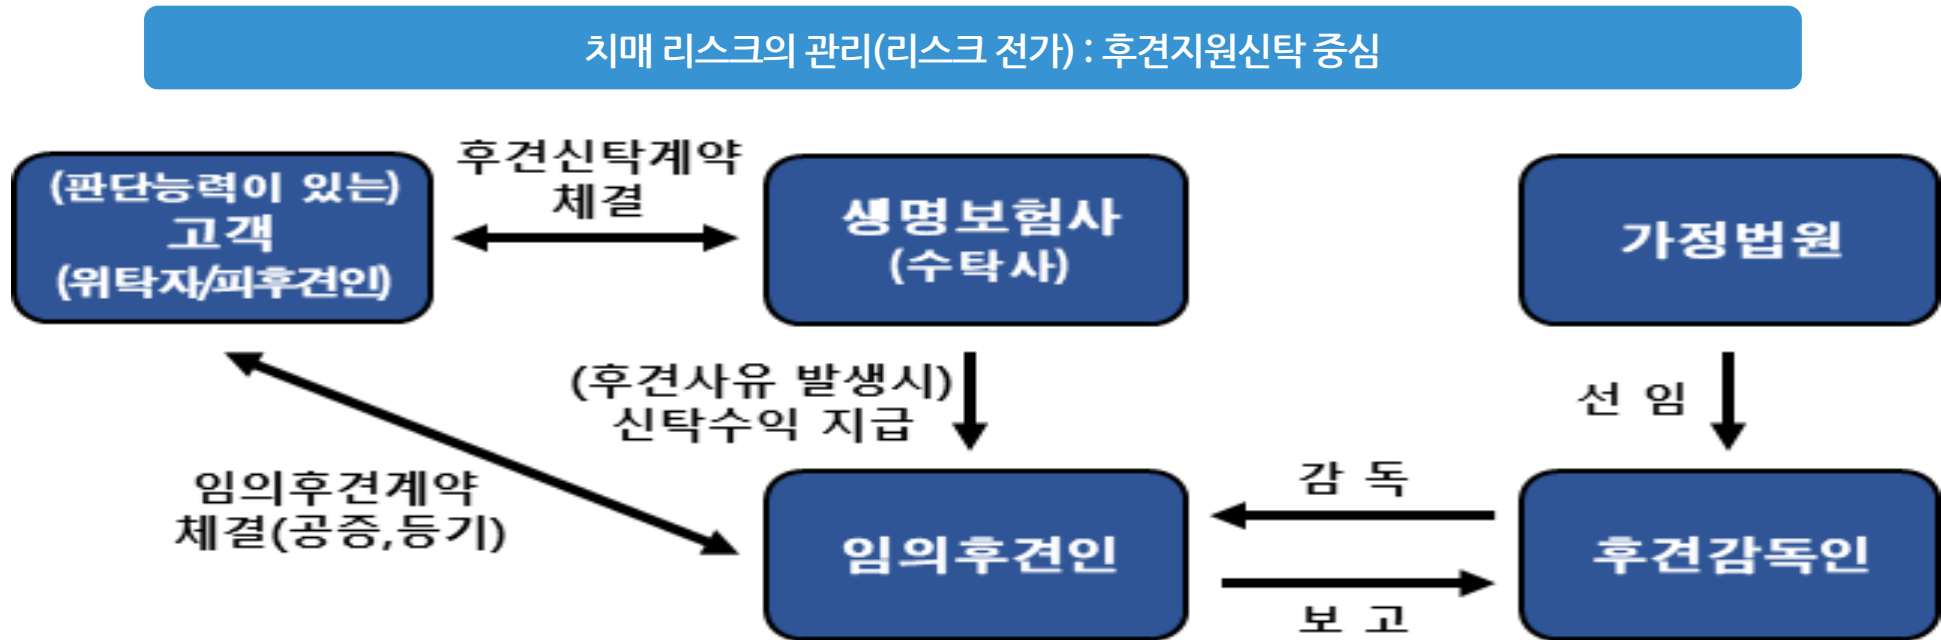 치매 리스크의 관리(리스크 전가) : 후견지원신탁 중심
(판단능력이 있는)
고객
(위탁자/피후견인)
후견신탁계약
체결
생명보험사
(수탁사)
가정법원
(후견사유 발생시)
신탁수익 지급
선 임
임의후견계약
체결(공증,등기)
임의후견인
감 독
보 고
후견감독인